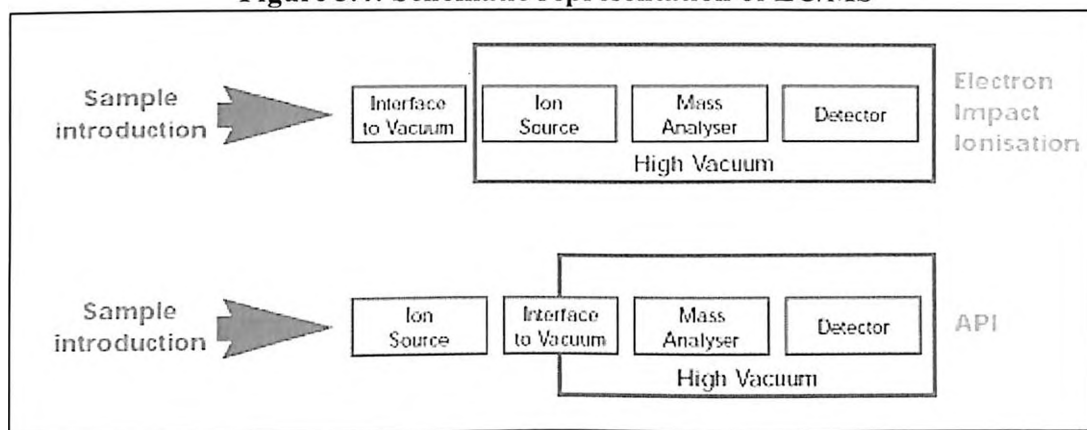 Sample
introduction
Interface
to Vacuum
Ion
Source
Mass
Analyser
Detector
High Vacuum
Electron
Impact
Ionisation
Sample
introduction
Ion
Source
Interface
to Vacuum
Mass
Analyser
Detector
High Vacuum
API